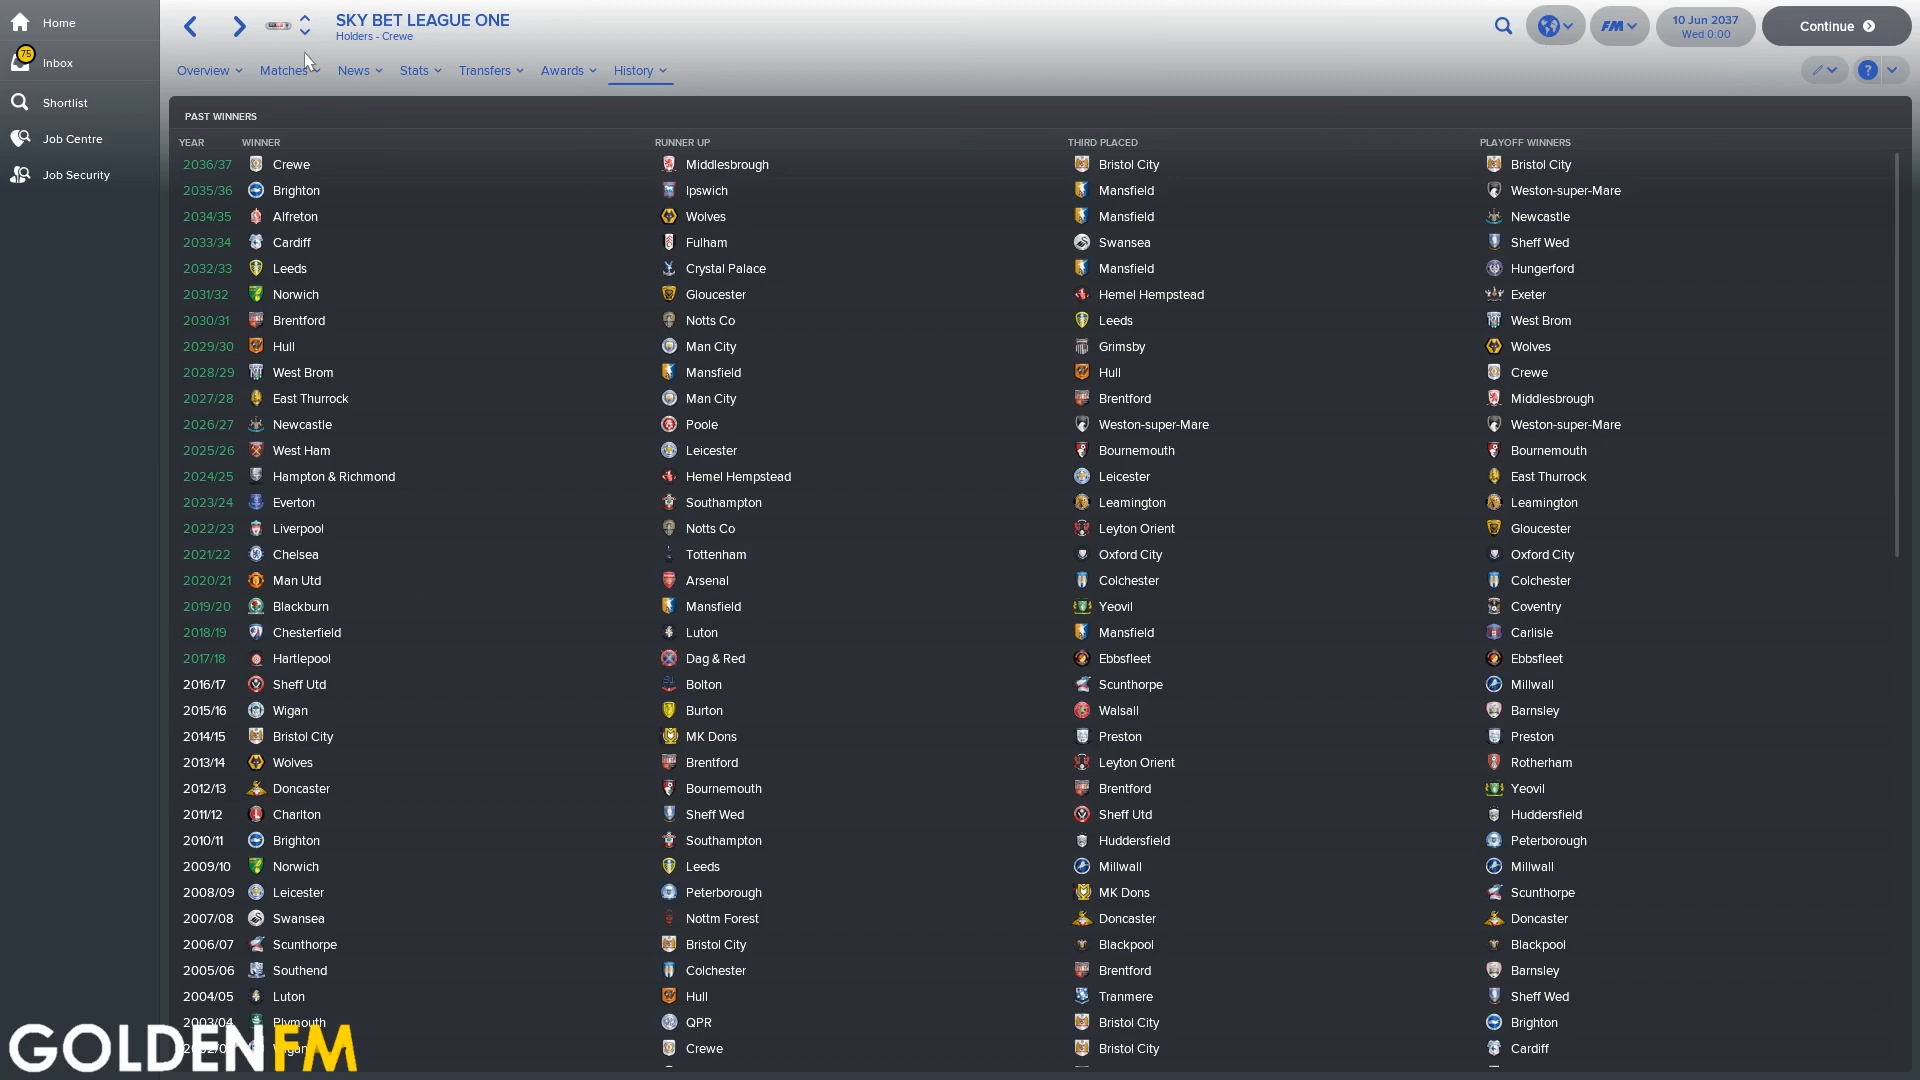 Home
75
Inbox
Shortlist
Job Centre
Job Security
SKY BET LEAGUE ONE
Holders - Crewe
FM
10 Jun 2037
Wed 0:00
Continue
Overview Matches News Stats Transfers Awards History
?
PAST WINNERS
YEAR WINNER RUNNER UP THIRD PLACED PLAYOFF WINNERS
2036/37 Crewe Middlesbrough Bristol City Bristol City
2035/36 Brighton Ipswich Mansfield Weston-super-Mare
2034/35 Alfreton Wolves Mansfield Newcastle
2033/34 Cardiff Fulham Swansea Sheff Wed
2032/33 Leeds Crystal Palace Mansfield Hungerford
2031/32 Norwich Gloucester Hemel Hempstead Exeter
2030/31 Brentford Notts Co Leeds West Brom
2029/30 Hull Man City Grimsby Wolves
2028/29 West Brom Mansfield Hull Crewe
2027/28 East Thurrock Man City Brentford Middlesbrough
2026/27 Newcastle Poole Weston-super-Mare Weston-super-Mare
2025/26 West Ham Leicester Bournemouth Bournemouth
2024/25 Hampton & Richmond Hemel Hempstead Leicester East Thurrock
2023/24 Everton Southampton Leamington Leamington
2022/23 Liverpool Notts Co Leyton Orient Gloucester
2021/22 Chelsea Tottenham Oxford City Oxford City
2020/21 Man Utd Arsenal Colchester Colchester
2019/20 Blackburn Mansfield Yeovil Coventry
2018/19 Chesterfield Luton Mansfield Carlisle
2017/18 Hartlepool Dag & Red Ebbsfleet Ebbsfleet
2016/17 Sheff Utd Bolton Scunthorpe Millwall
2015/16 Wigan Burton Walsall Barnsley
2014/15 Bristol City MK Dons Preston Preston
2013/14 Wolves Brentford Leyton Orient Rotherham
2012/13 Doncaster Bournemouth Brentford Yeovil
2011/12 Charlton Sheff Wed Sheff Utd Huddersfield
2010/11 Brighton Southampton Huddersfield Peterborough
2009/10 Norwich Leeds Millwall Millwall
2008/09 Leicester Peterborough MK Dons Scunthorpe
2007/08 Swansea Nottm Forest Doncaster Doncaster
2006/07 Scunthorpe Bristol City Blackpool Blackpool
2005/06 Southend Colchester Brentford Barnsley
2004/05 Luton Hull Tranmere Sheff Wed
2003/04 Plymouth QPR Bristol City Brighton
Wigan Crewe Bristol City Cardiff
GOLDENFM